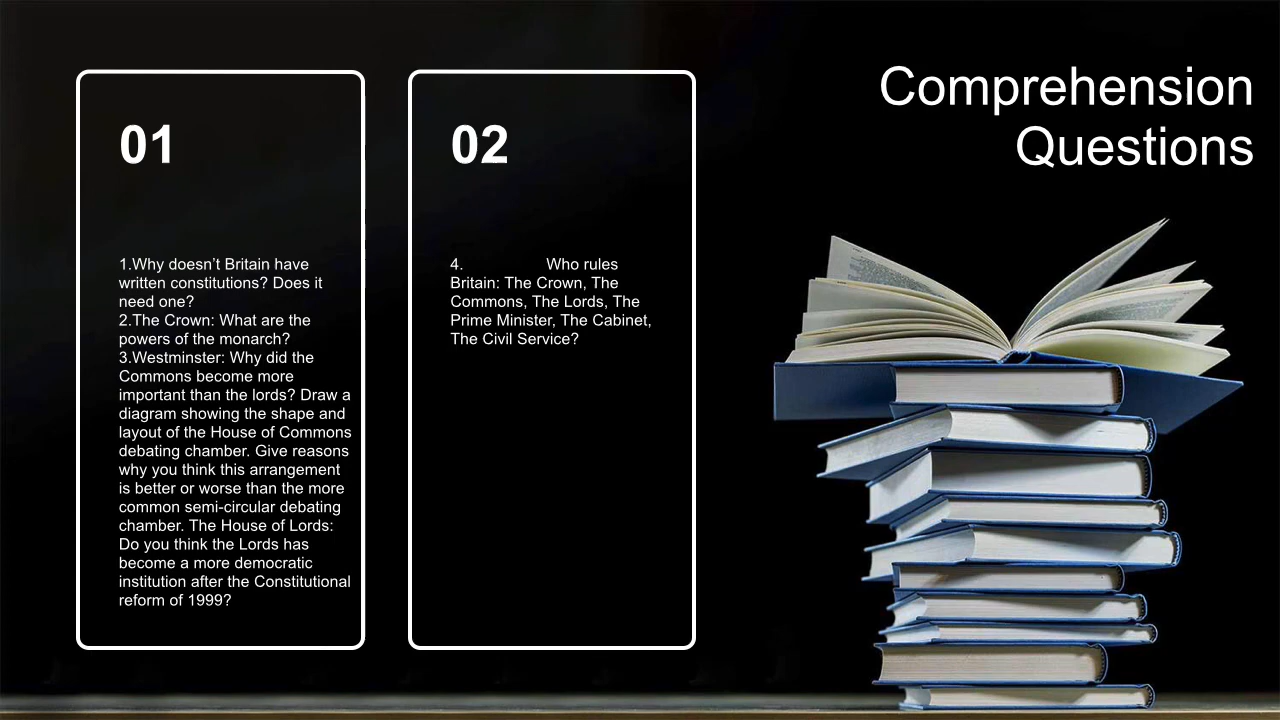 Comprehension
Questions
01
1.Why doesn’t Britain have
written constitutions? Does it
need one?
2.The Crown: What are the
powers of the monarch?
3.Westminster: Why did the
Commons become more
important than the lords? Draw a
diagram showing the shape and
layout of the House of Commons
debating chamber. Give reasons
why you think this arrangement
is better or worse than the more
common semi-circular debating
chamber. The House of Lords:
Do you think the Lords has
become a more democratic
institution after the Constitutional
reform of 1999?
02
4. Who rules
Britain: The Crown, The
Commons, The Lords, The
Prime Minister, The Cabinet,
The Civil Service?